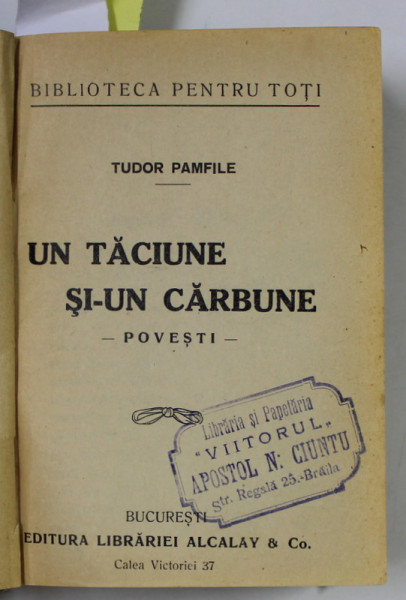 BIBLIOTECA PENTRU TOȚI
TUDOR PAMFILE
UN TĂCIUNE
ȘI-UN CĂRBUNE
— POVEȘTI —
Librăria și Papetăria
"VIITORUL"
APOSTOL N. CIUNTU
Str. Regală 25.-Brăila
BUCUREȘTI
EDITURA LIBRĂRIEI ALCALAY & Co.
Calea Victoriei 37